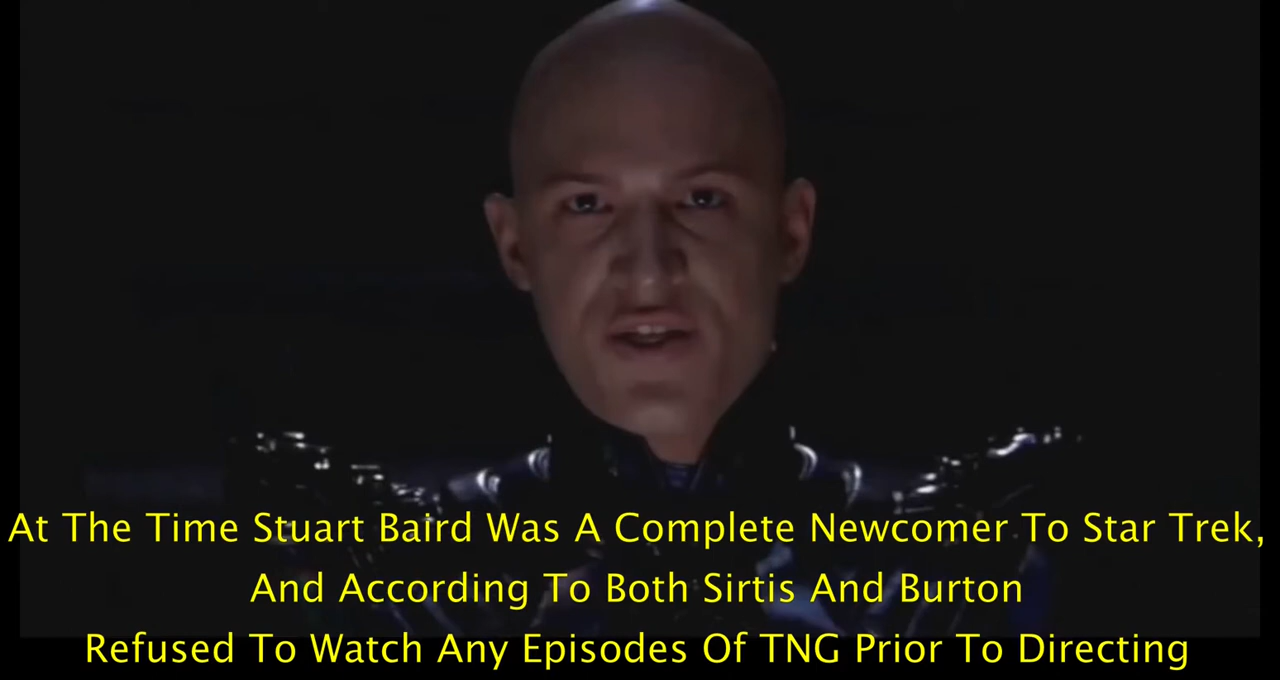 At The Time Stuart Baird Was A Complete Newcomer To Star Trek,
And According To Both Sirtis And Burton
Refused To Watch Any Episodes Of TNG Prior To Directing